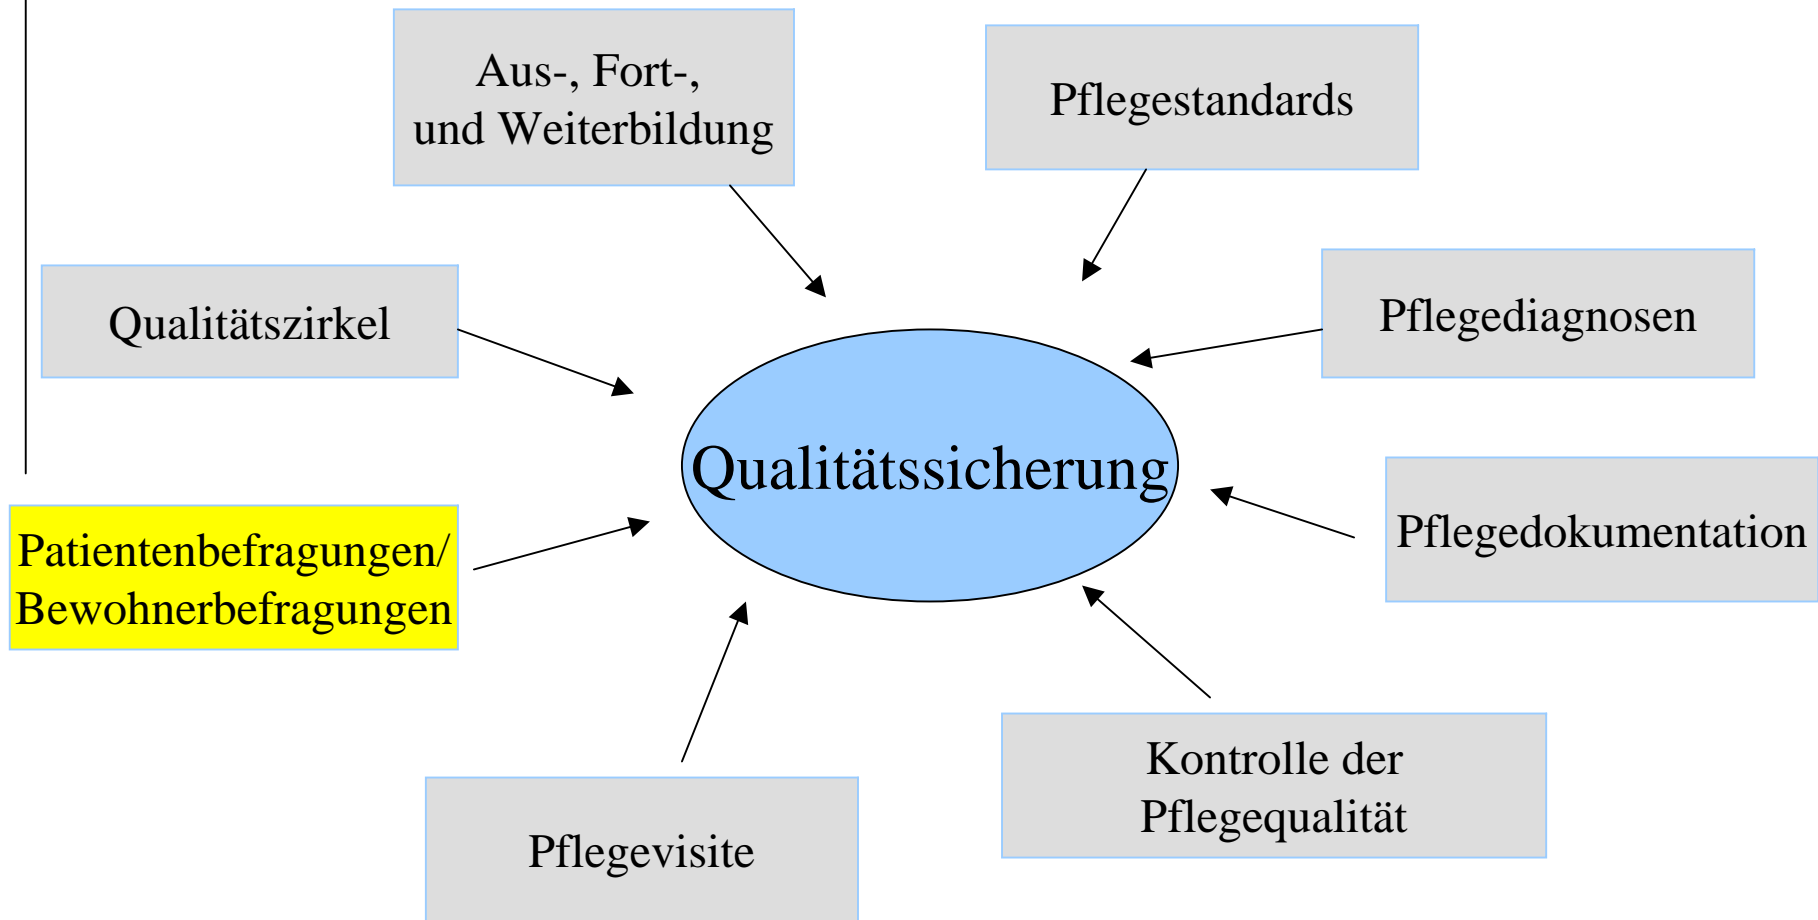 Aus-, Fort-,
und Weiterbildung
Pflegestandards
Qualitätszirkel
Pflegediagnosen
Qualitätssicherung
Patientenbefragungen/
Bewohnerbefragungen
Pflegedokumentation
Pflegevisite
Kontrolle der
Pflegequalität